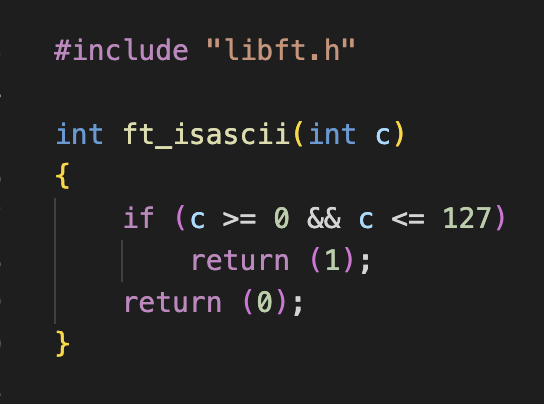 #include "libft.h"
int ft_isascii(int c)
{
if (c >= 0 && c <= 127)
return (1);
return (0);
}